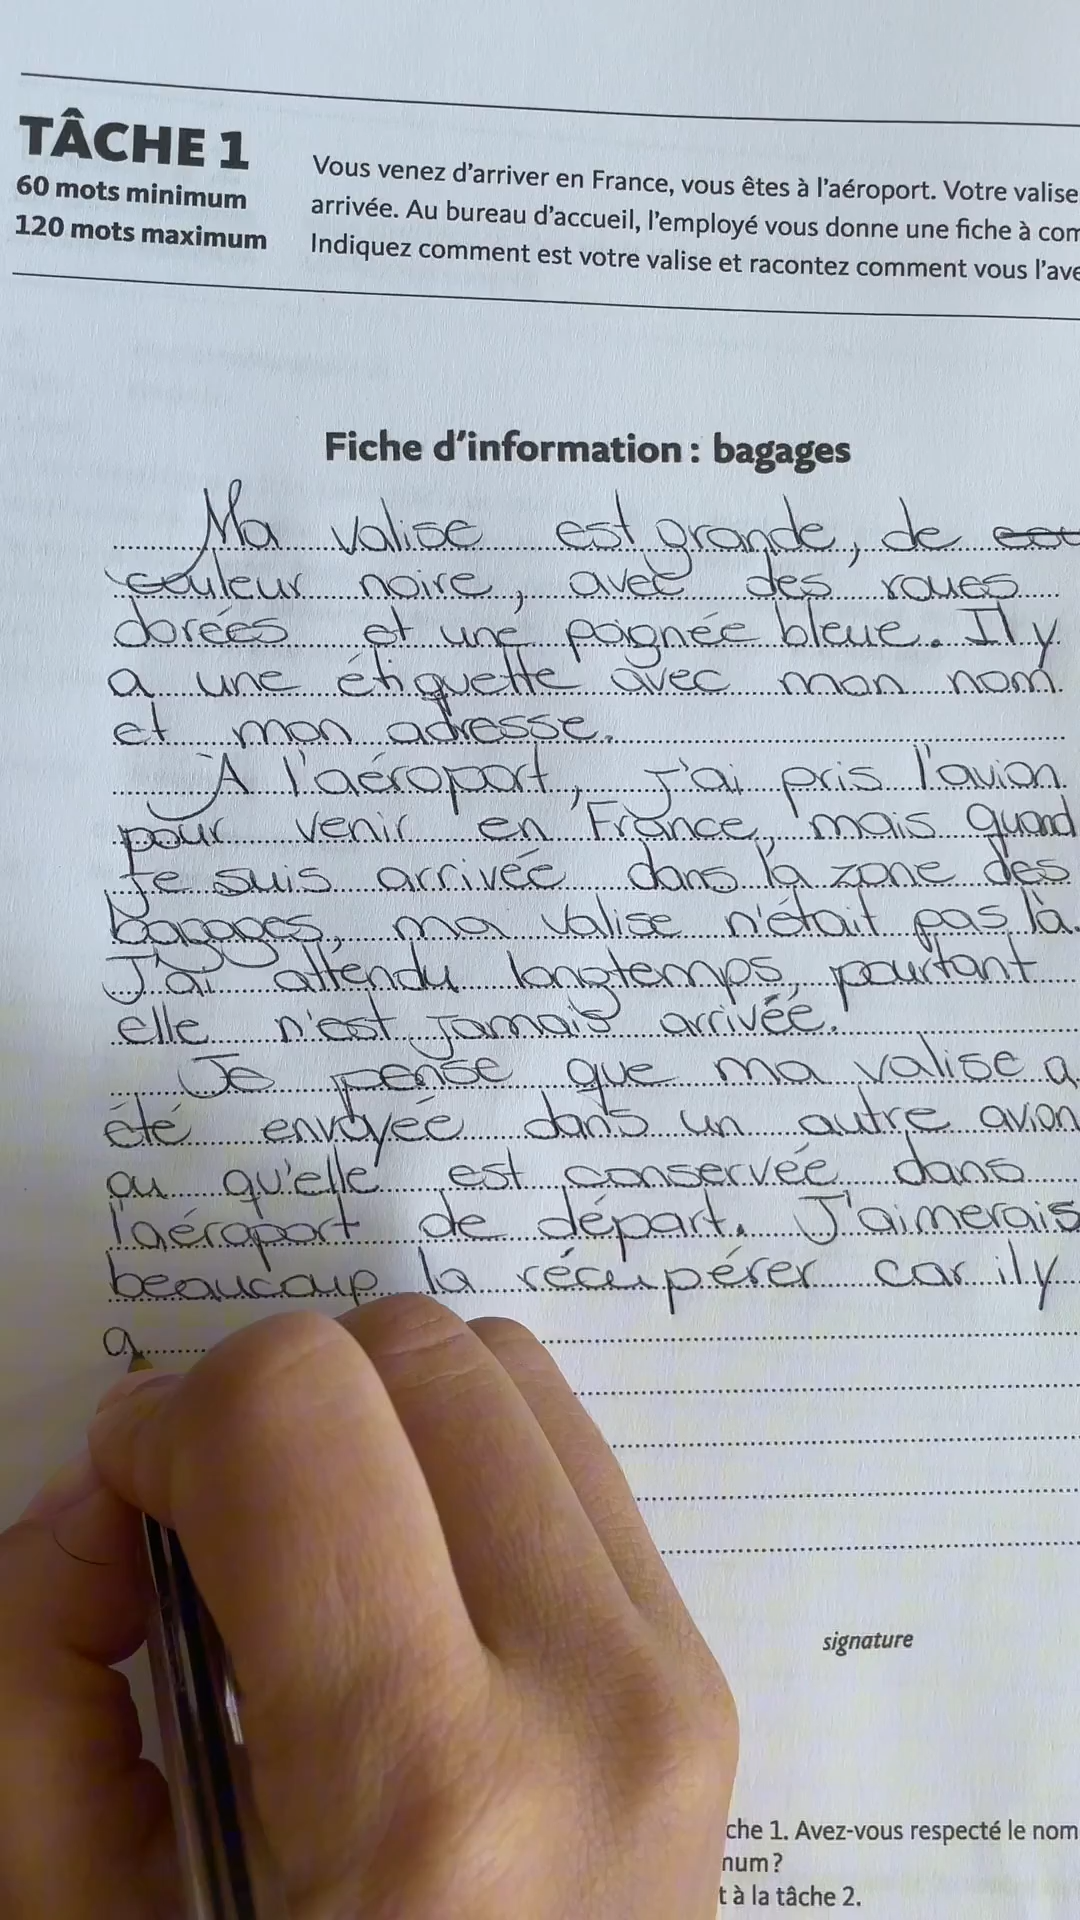 TÂCHE 1
60 mots minimum
120 mots maximum
Vous venez d'arriver en France, vous êtes à l'aéroport. Votre valise
arrivée. Au bureau d'accueil, l'employé vous donne une fiche à com
Indiquez comment est votre valise et racontez comment vous l'ave
Fiche d'information : bagages
Ma valise est grande, de
couleur noire, avec des roues
dorées et une poignée bleue. Il y
a une étiquette avec mon nom
et mon adresse.
À l'aéroport, j'ai pris l'avion
pour venir en France, mais quand
je suis arrivée dans la zone des
bagages, ma valise n'était pas là.
J'ai attendu longtemps, pourtant
elle n'est jamais arrivée.
Je pense que ma valise a
été envoyée dans un autre avion
ou qu'elle est conservée dans
l'aéroport de départ. J'aimerais
beaucoup la récupérer car il y
a
signature
che 1. Avez-vous respecté le nom
num ?
t à la tâche 2.